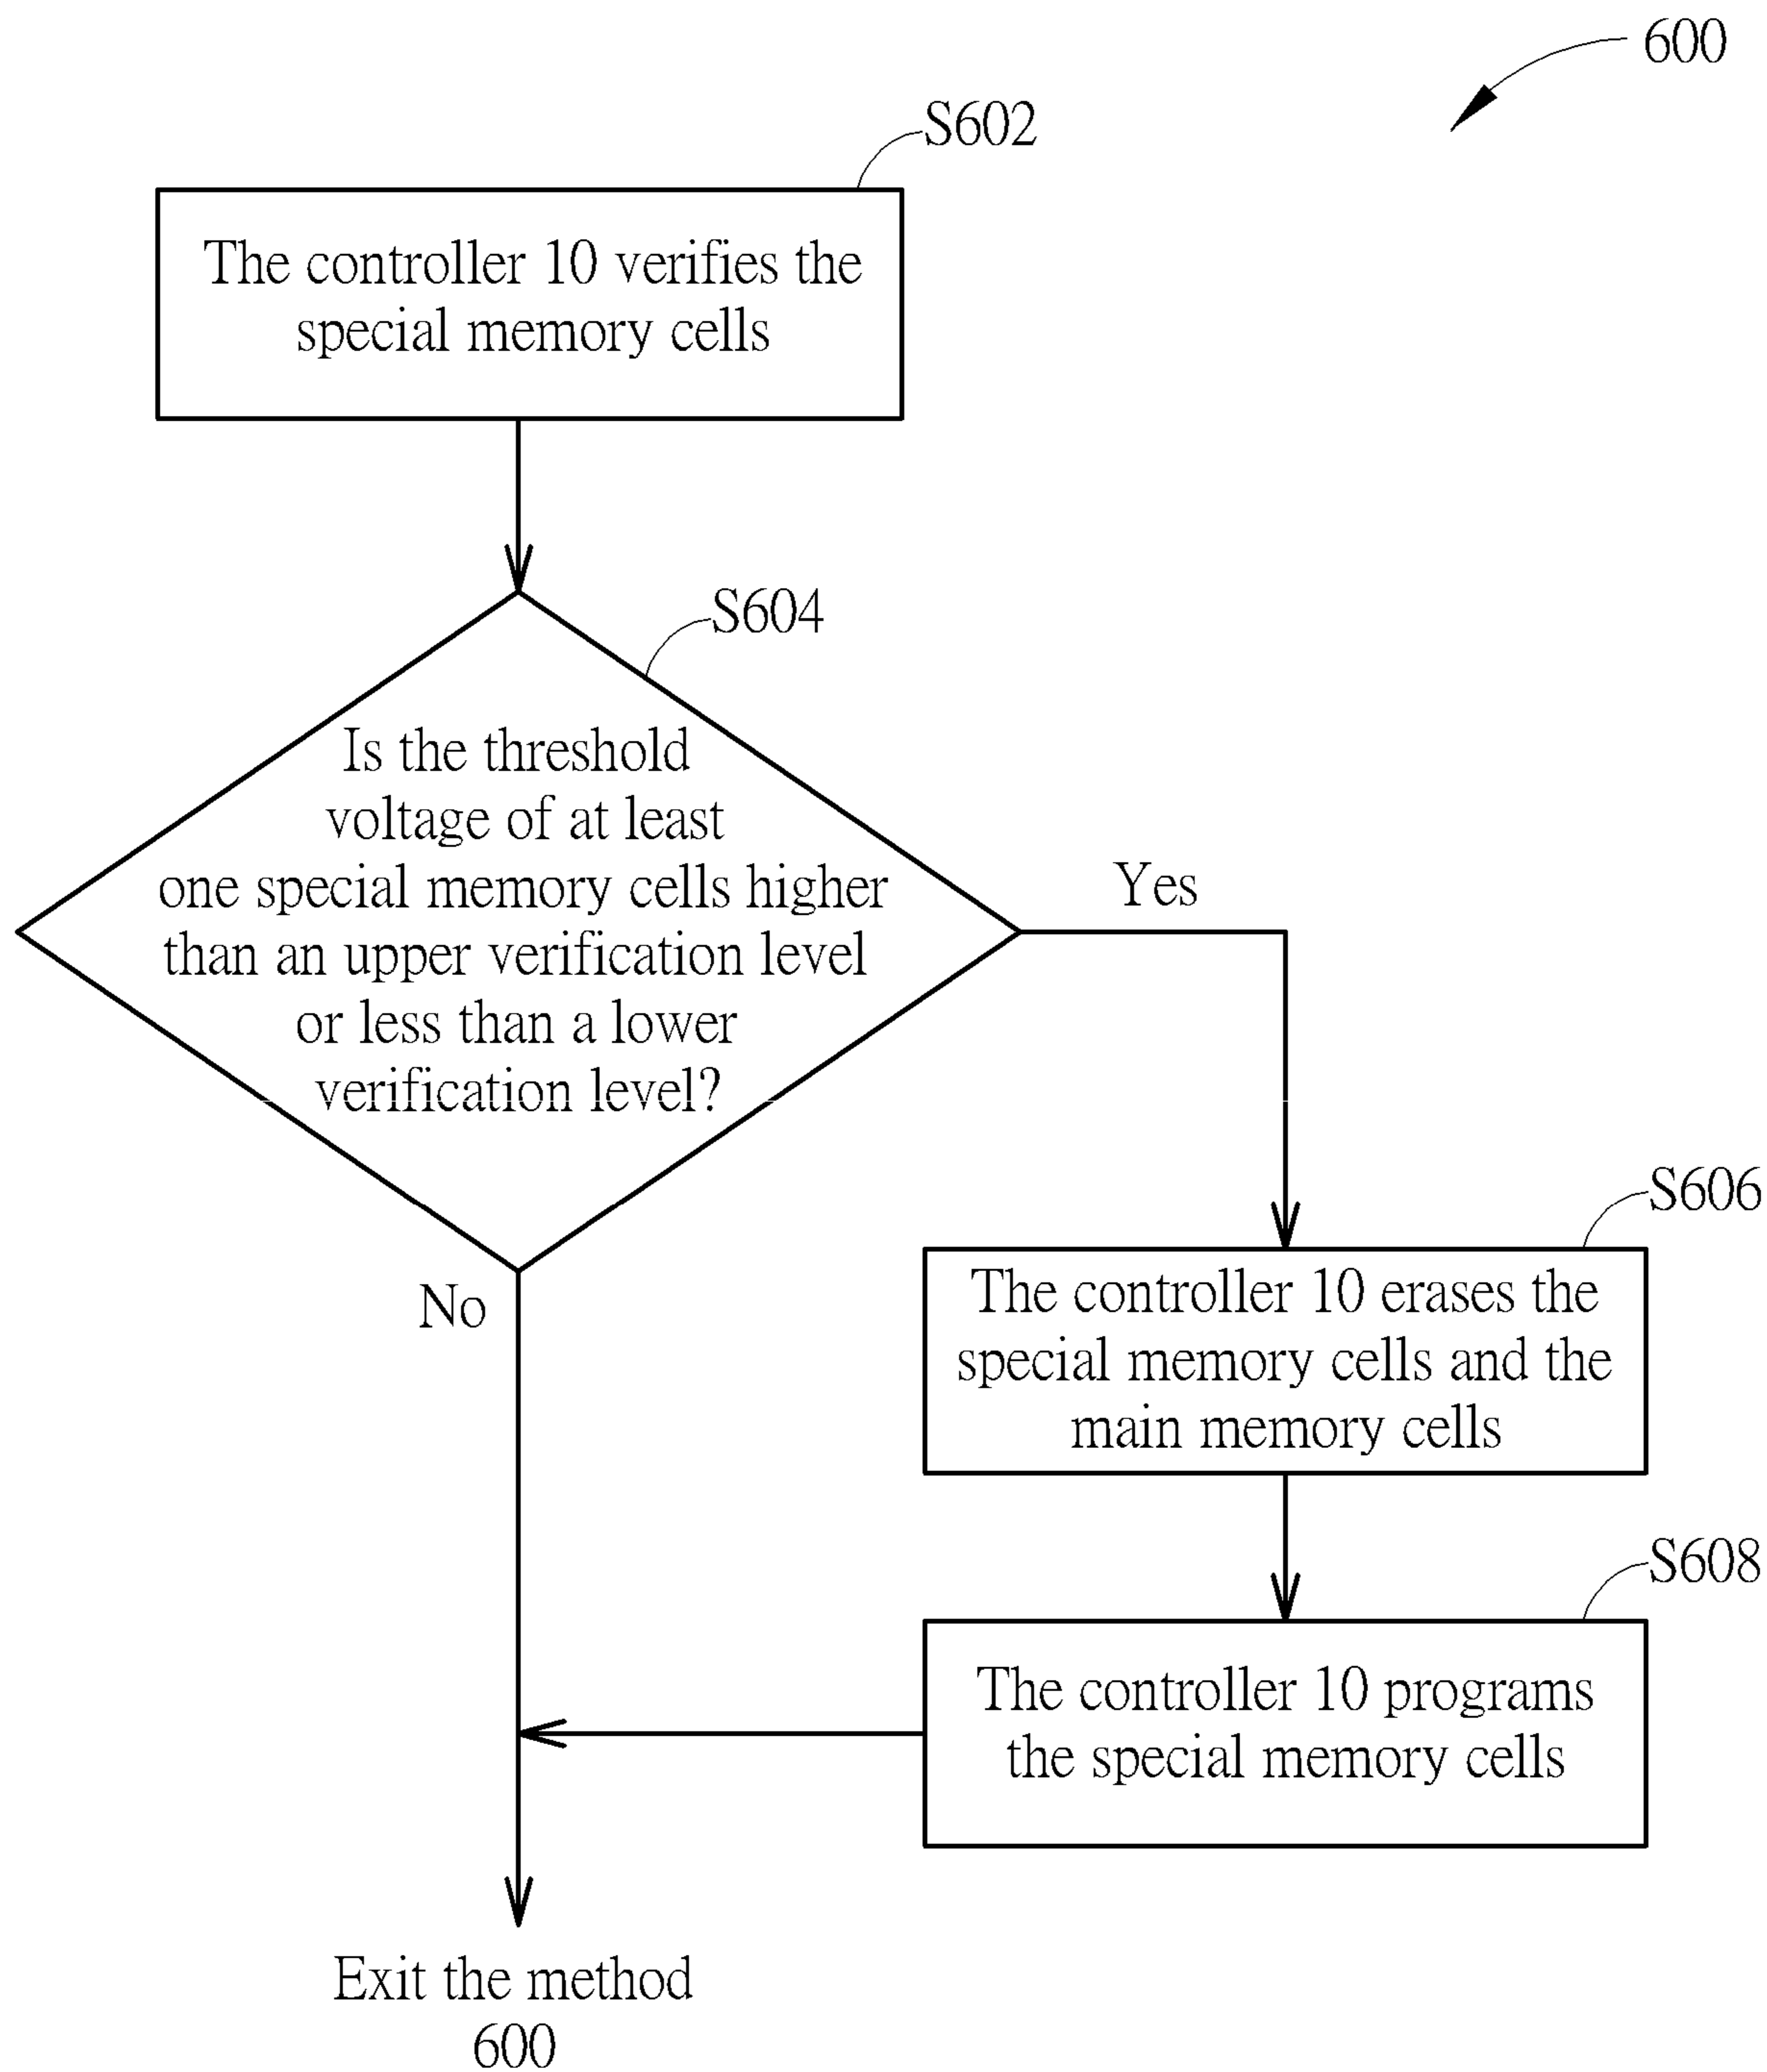 600
S602
The controller 10 verifies the
special memory cells
S604
Is the threshold
voltage of at least
one special memory cells higher
than an upper verification level
or less than a lower
verification level?
Yes
No
S606
The controller 10 erases the
special memory cells and the
main memory cells
S608
The controller 10 programs
the special memory cells
Exit the method
600